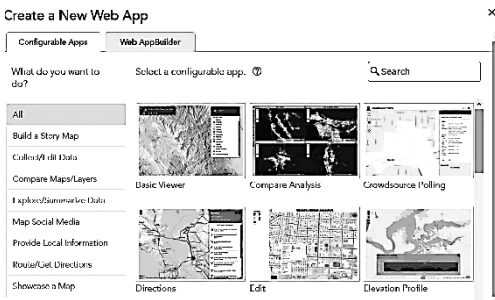 Create a New Web App
×
Configurable Apps
Web AppBuilder
What do you want to
do?
Select a configurable app.
Search
All
Build a Story Map
Collect/Edit Data
Compare Maps/Layers
Explore/Summarize Data
Map Social Media
Provide Local Information
Route/Get Directions
Showcase a Map
Basic Viewer
Compare Analysis
Crowdsource Polling
Directions
Edit
Elevation Profile